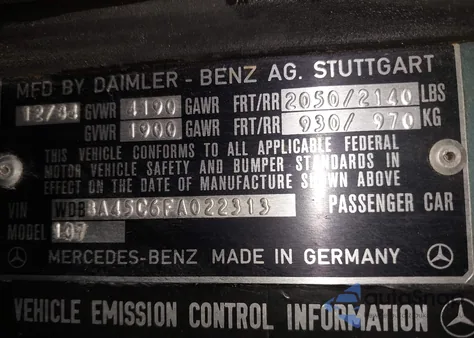 MFD BY DAIMLER - BENZ AG. STUTTGART
12/84 GVWR 4190 GAWR FRT/RR 2050/2140 LBS
GVWR 1900 GAWR FRT/RR 930/ 970 KG
THIS VEHICLE CONFORMS TO ALL APPLICABLE FEDERAL
MOTOR VEHICLE SAFETY AND BUMPER STANDARDS IN
EFFECT ON THE DATE OF MANUFACTURE SHOWN ABOVE.
VIN WDBBA45C6FA022313 PASSENGER CAR
MODEL 107
MERCEDES-BENZ MADE IN GERMANY
VEHICLE EMISSION CONTROL INFORMATION